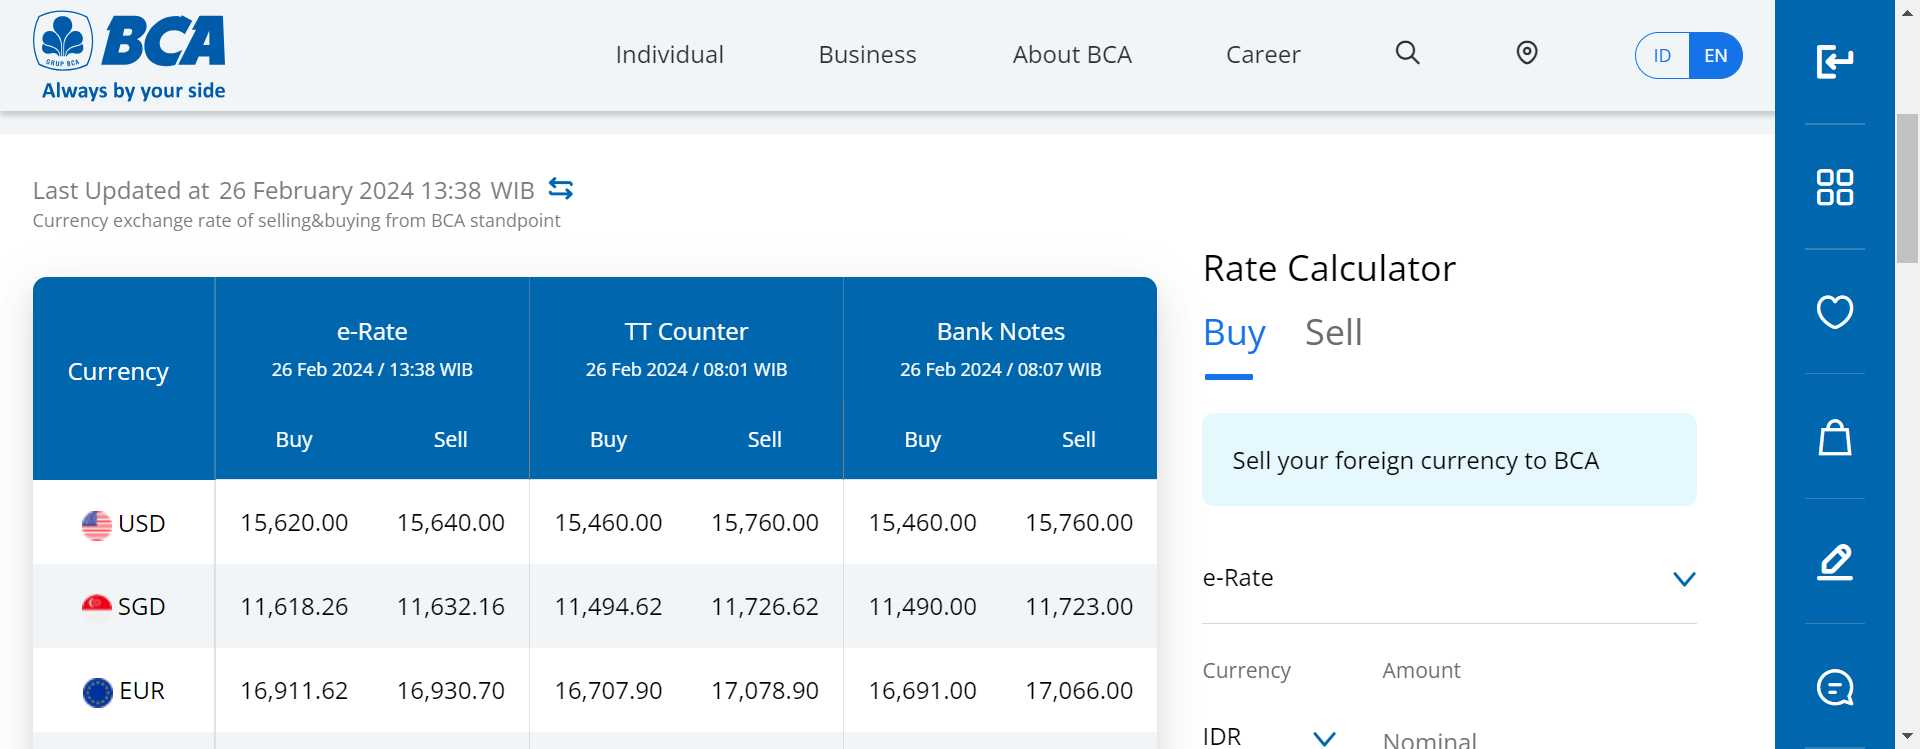 GRUP BCA
BCA
Always by your side
Individual Business About BCA Career ID EN
Last Updated at 26 February 2024 13:38 WIB
Currency exchange rate of selling&buying from BCA standpoint
Currency
e-Rate TT Counter Bank Notes
26 Feb 2024 / 13:38 WIB 26 Feb 2024 / 08:01 WIB 26 Feb 2024 / 08:07 WIB
Buy Sell Buy Sell Buy Sell
USD 15,620.00 15,640.00 15,460.00 15,760.00 15,460.00 15,760.00
SGD 11,618.26 11,632.16 11,494.62 11,726.62 11,490.00 11,723.00
EUR 16,911.62 16,930.70 16,707.90 17,078.90 16,691.00 17,066.00
Rate Calculator
Buy Sell
Sell your foreign currency to BCA
e-Rate
Currency Amount
IDR Nominal